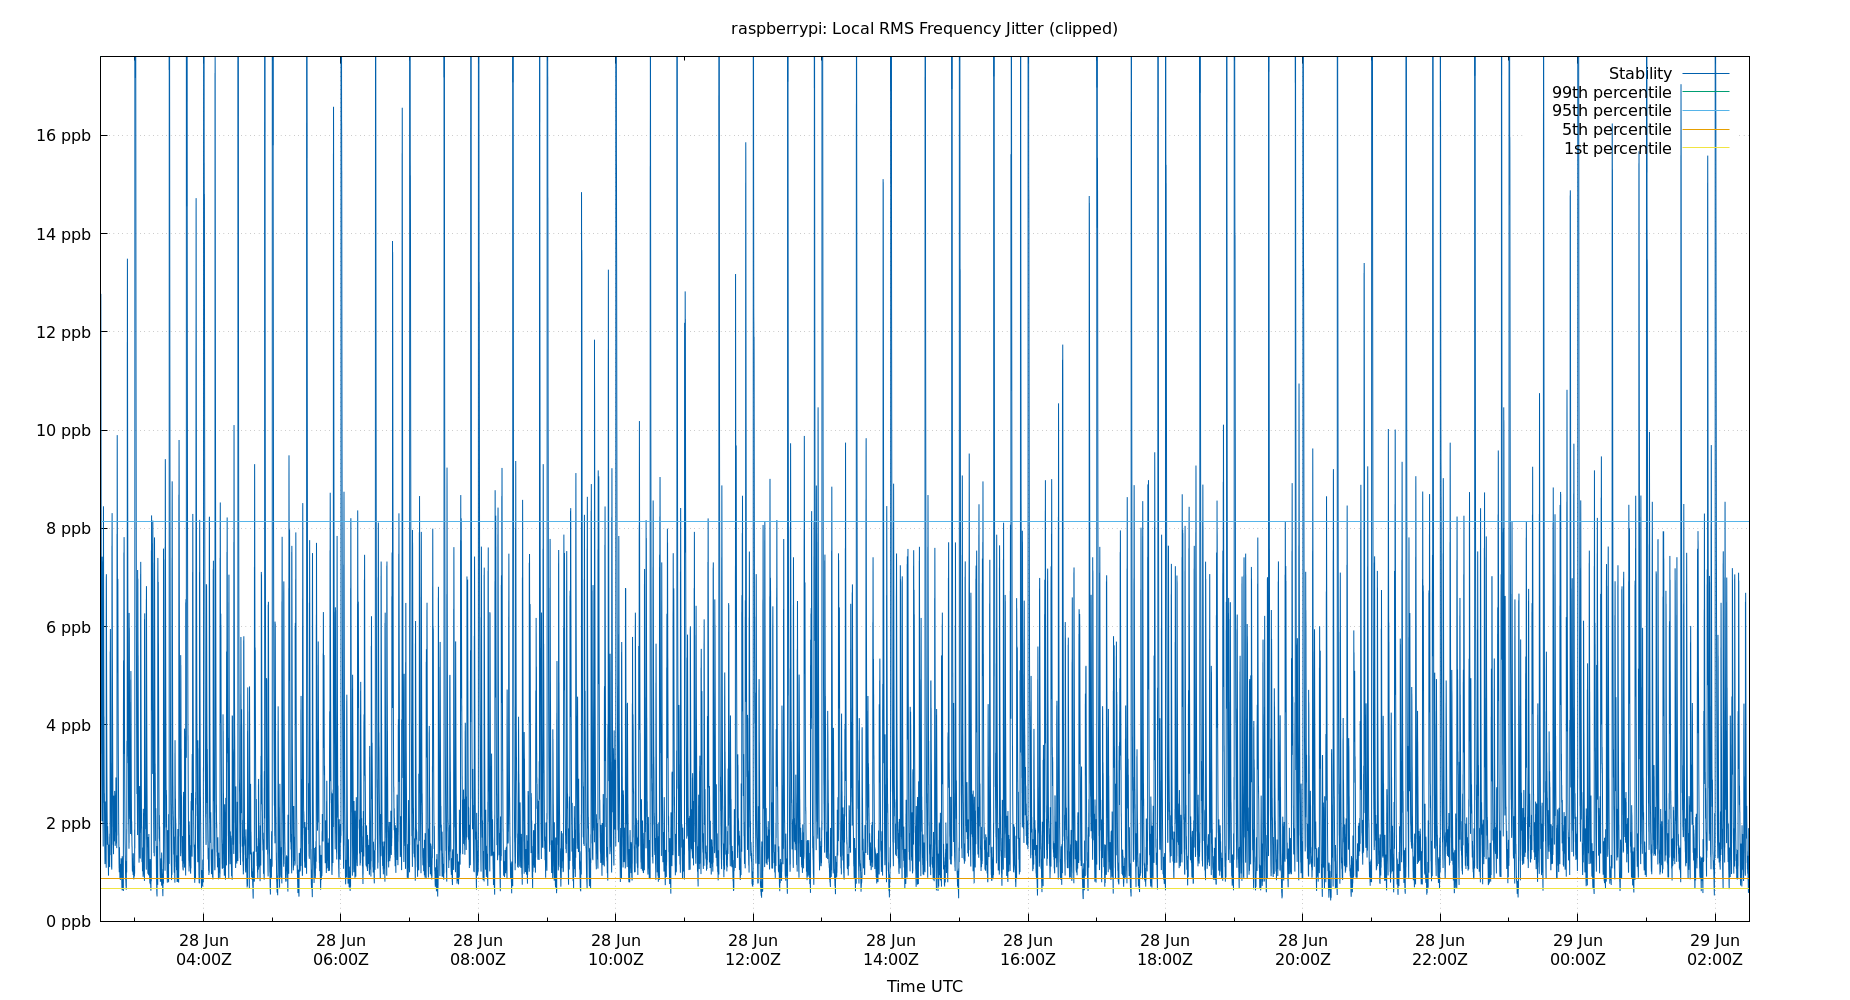 raspberrypi: Local RMS Frequency Jitter (clipped)
Stability
99th percentile
95th percentile
5th percentile
1st percentile
16 ppb
14 ppb
12 ppb
10 ppb
8 ppb
6 ppb
4 ppb
2 ppb
0 ppb
28 Jun 28 Jun 28 Jun 28 Jun 28 Jun 28 Jun 28 Jun 28 Jun 28 Jun 28 Jun 29 Jun 29 Jun
04:00Z 06:00Z 08:00Z 10:00Z 12:00Z 14:00Z 16:00Z 18:00Z 20:00Z 22:00Z 00:00Z 02:00Z
Time UTC